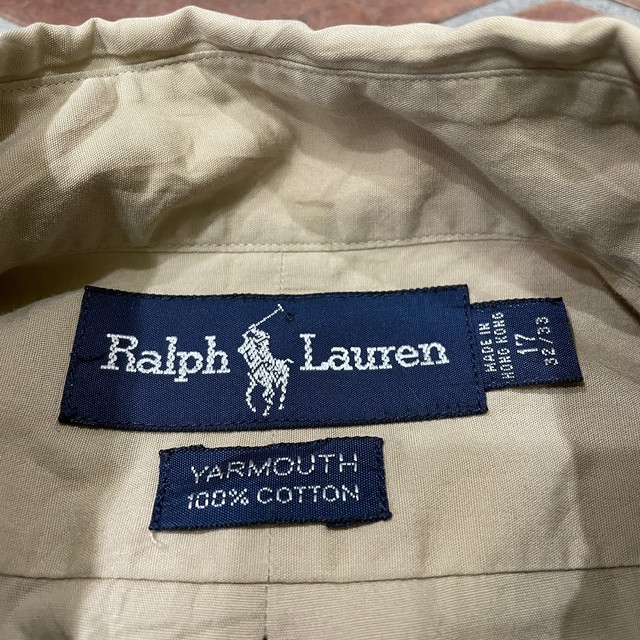 Ralph Lauren
MADE IN
HONG KONG
17
32/33
YARMOUTH
100% COTTON